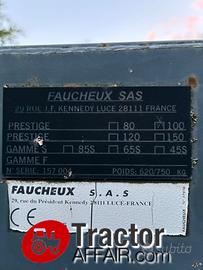 FAUCHEUX SAS
29 RUE J.F. KENNEDY LUCE 28111 FRANCE
PRESTIGE 80 100
PRESTIGE 120 150
GAMME S 85S 65S 45S
GAMME F
N° SERIE: 157 00 POIDS: 620/750 KG
FAUCHEUX S.A.S
29, rue du Président Kennedy 28111 LUCE-FRANCE
CE
Tractor
AFFAIR.com